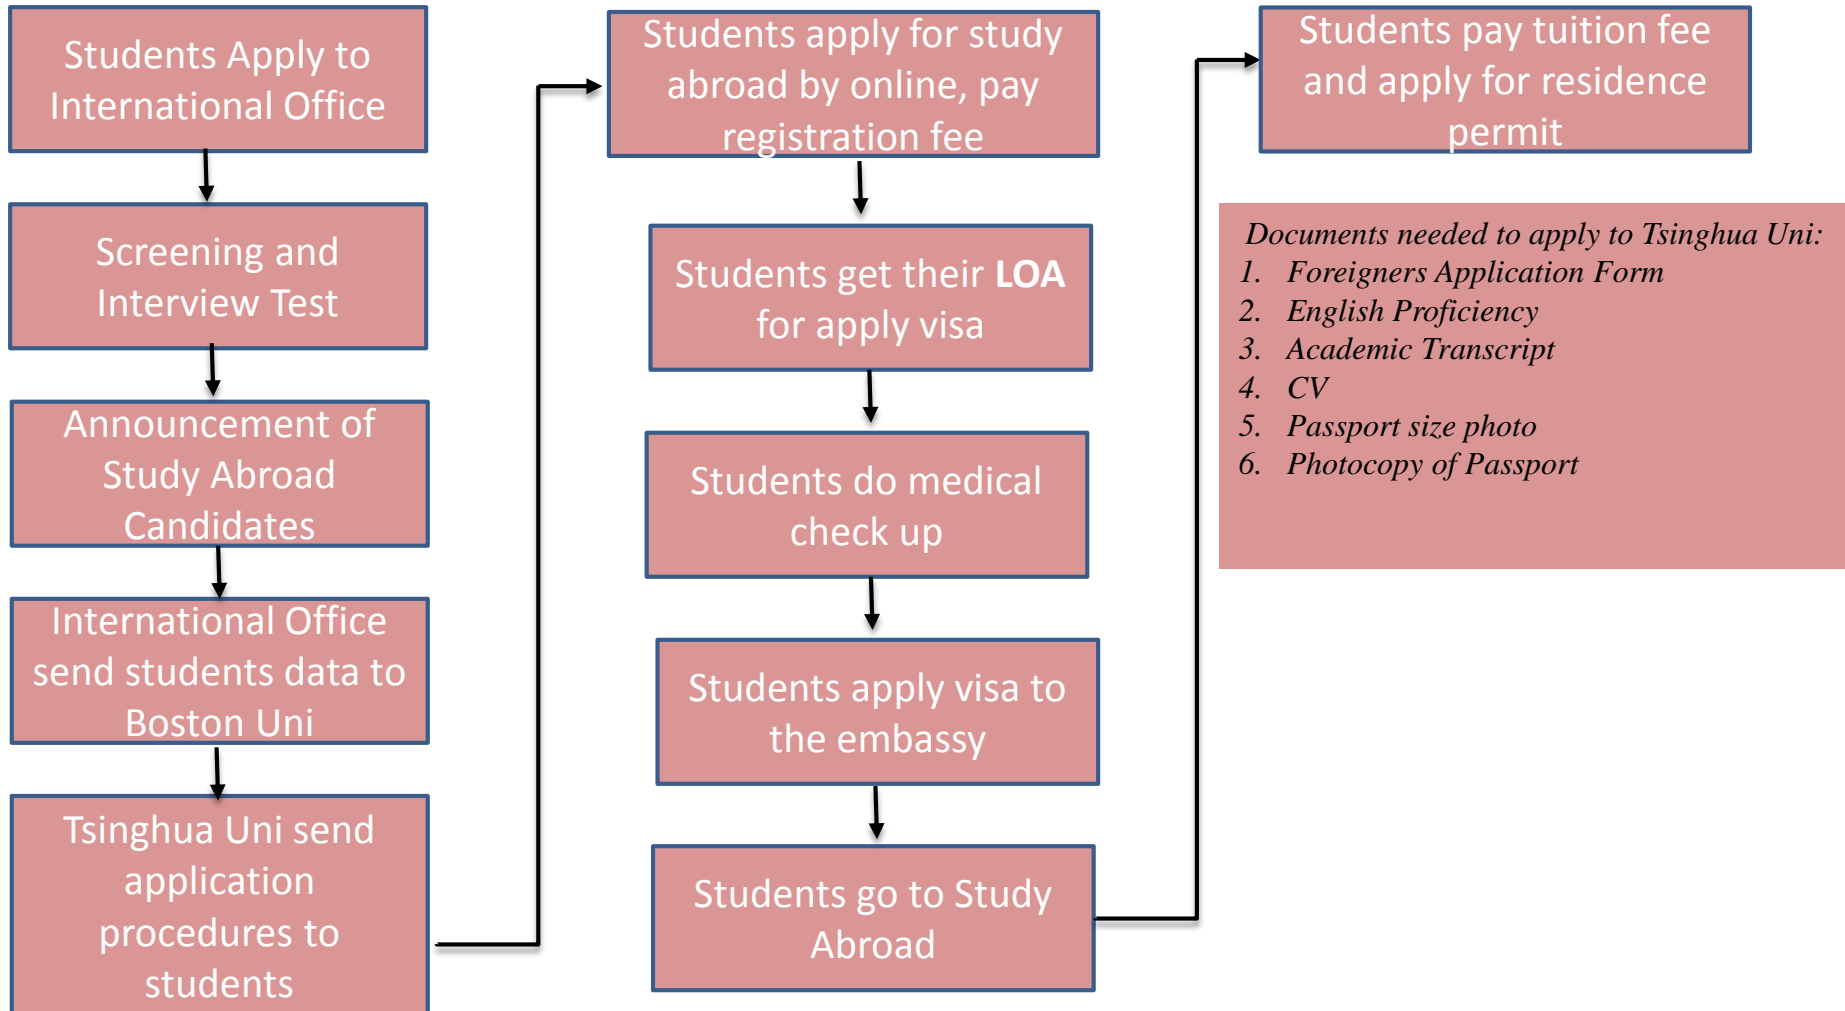 Students Apply to
International Office
Screening and
Interview Test
Announcement of
Study Abroad
Candidates
International Office
send students data to
Boston Uni
Tsinghua Uni send
application
procedures to
students
Students apply for study
abroad by online, pay
registration fee
Students get their LOA
for apply visa
Students do medical
check up
Students apply visa to
the embassy
Students go to Study
Abroad
Students pay tuition fee
and apply for residence
permit
Documents needed to apply to Tsinghua Uni:
1. Foreigners Application Form
2. English Proficiency
3. Academic Transcript
4. CV
5. Passport size photo
6. Photocopy of Passport